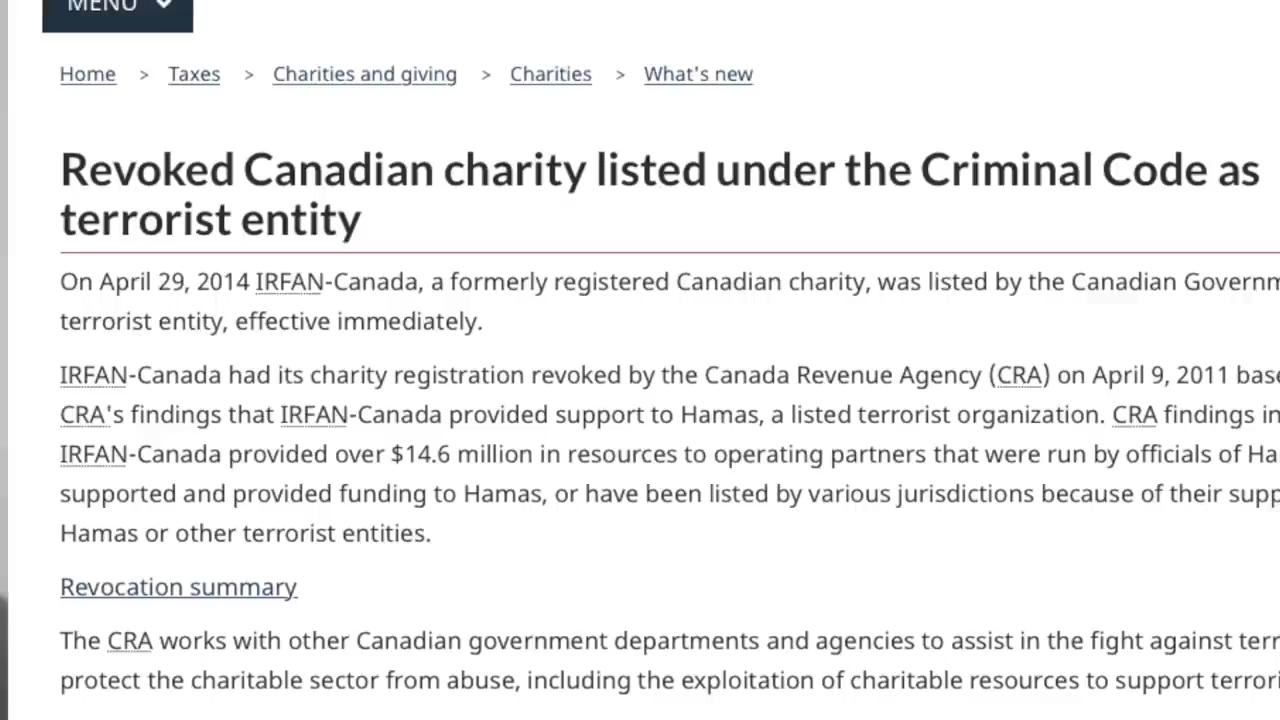 MENU
Home > Taxes > Charities and giving > Charities > What's new
Revoked Canadian charity listed under the Criminal Code as
terrorist entity
On April 29, 2014 IRFAN-Canada, a formerly registered Canadian charity, was listed by the Canadian
terrorist entity, effective immediately.
IRFAN-Canada had its charity registration revoked by the Canada Revenue Agency (CRA) on April 9, 2011
CRA's findings that IRFAN-Canada provided support to Hamas, a listed terrorist organization. CRA findings
IRFAN-Canada provided over $14.6 million in resources to operating partners that were run by officials of
supported and provided funding to Hamas, or have been listed by various jurisdictions because of their
Hamas or other terrorist entities.
Revocation summary
The CRA works with other Canadian government departments and agencies to assist in the fight against
protect the charitable sector from abuse, including the exploitation of charitable resources to support